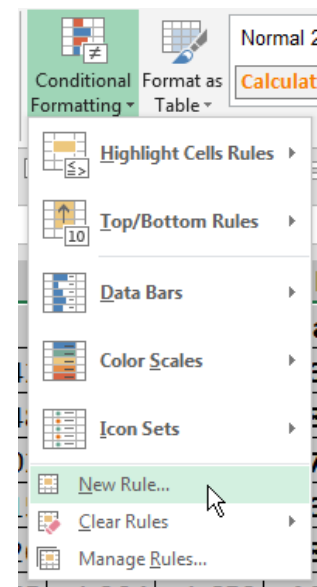 Normal 2
Conditional Formatting
Format as Table
Calculat
Highlight Cells Rules
Top/Bottom Rules
10
Data Bars
Color Scales
Icon Sets
New Rule...
Clear Rules
Manage Rules...